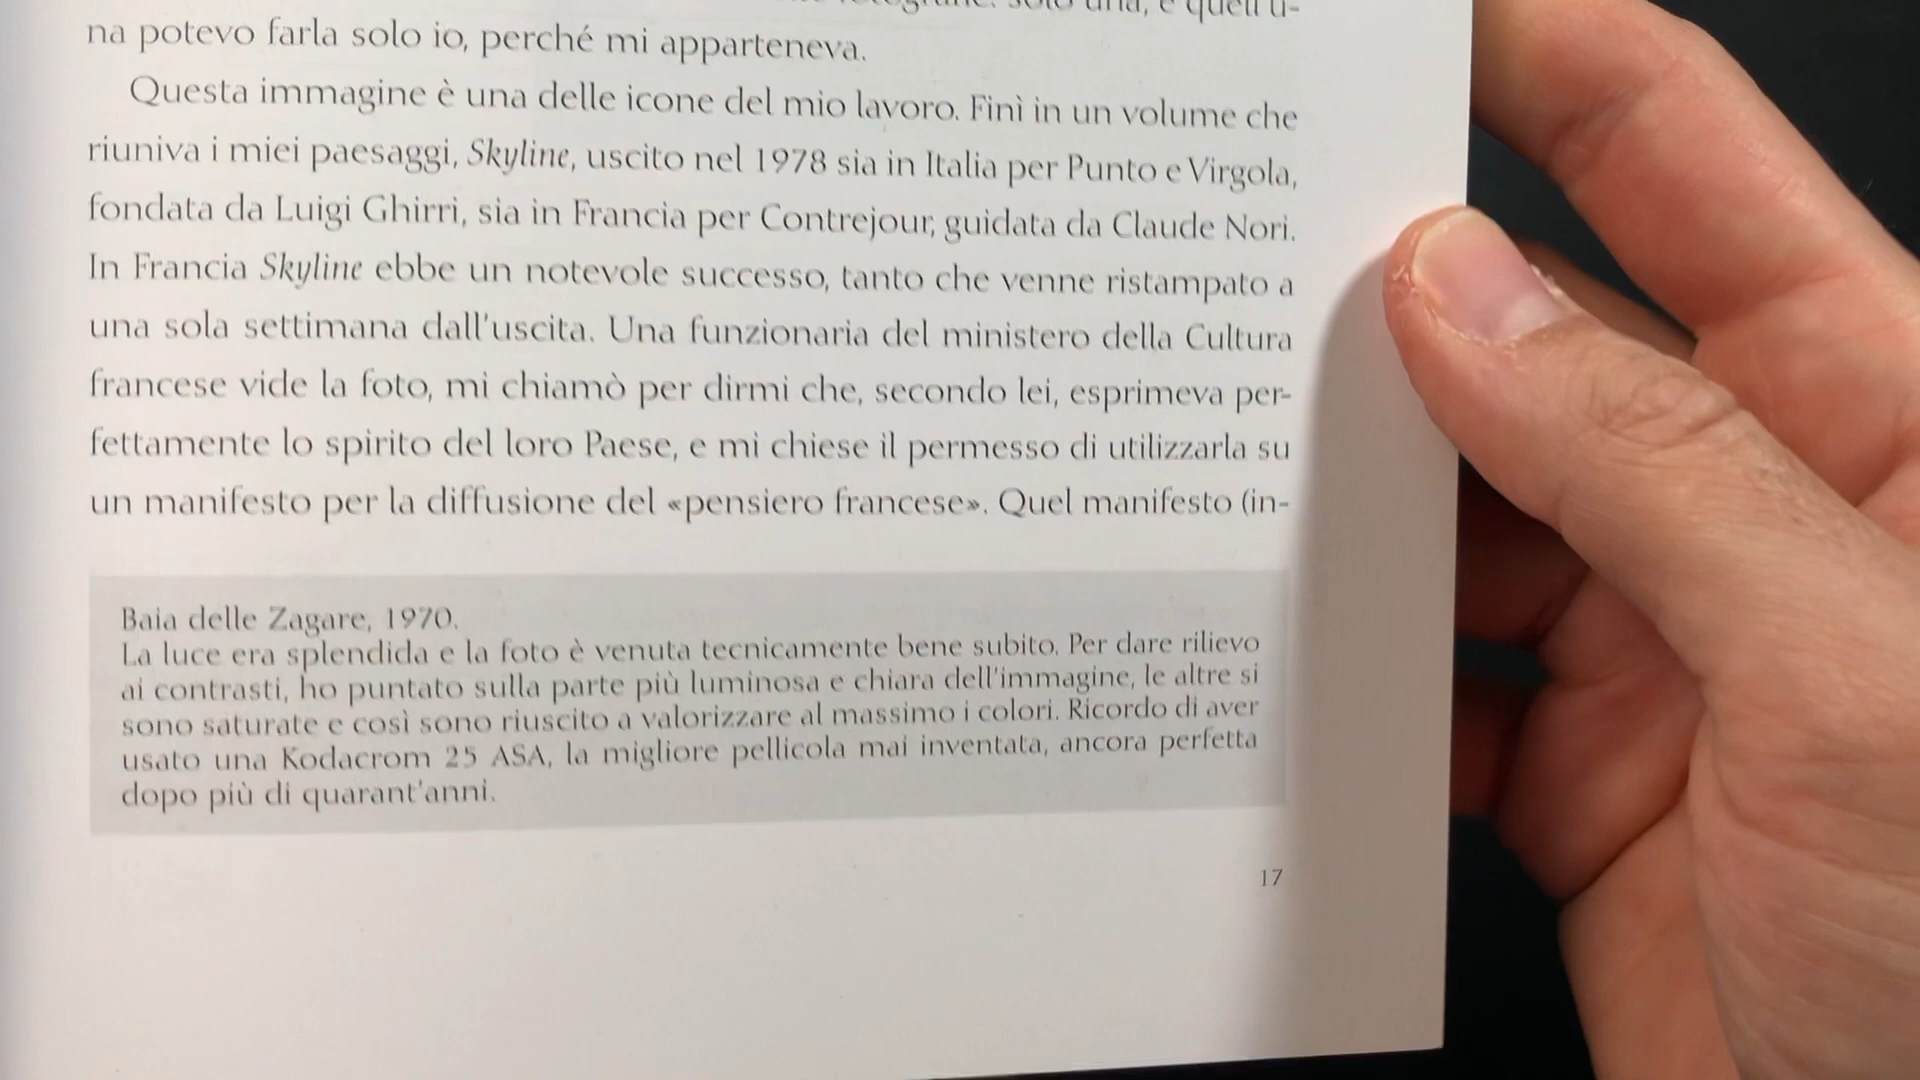 solo una, e quell'u-
na potevo farla solo io, perché mi apparteneva.
Questa immagine è una delle icone del mio lavoro. Finì in un volume che
riuniva i miei paesaggi, Skyline, uscito nel 1978 sia in Italia per Punto e Virgola,
fondata da Luigi Ghirri, sia in Francia per Contrejour, guidata da Claude Nori.
In Francia Skyline ebbe un notevole successo, tanto che venne ristampato a
una sola settimana dall'uscita. Una funzionaria del ministero della Cultura
francese vide la foto, mi chiamò per dirmi che, secondo lei, esprimeva per-
fettamente lo spirito del loro Paese, e mi chiese il permesso di utilizzarla su
un manifesto per la diffusione del «pensiero francese». Quel manifesto (in-
Baia delle Zagare, 1970.
La luce era splendida e la foto è venuta tecnicamente bene subito. Per dare rilievo
ai contrasti, ho puntato sulla parte più luminosa e chiara dell'immagine, le altre si
sono saturate e così sono riuscito a valorizzare al massimo i colori. Ricordo di aver
usato una Kodacrom 25 ASA, la migliore pellicola mai inventata, ancora perfetta
dopo più di quarant'anni.
17